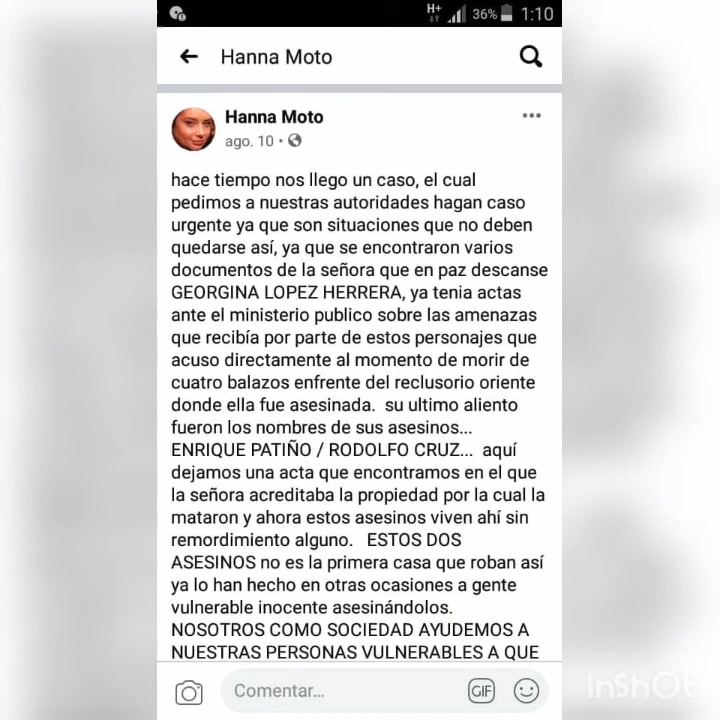 H+ 36% 1:10
Hanna Moto
Hanna Moto
ago. 10
hace tiempo nos llego un caso, el cual
pedimos a nuestras autoridades hagan caso
urgente ya que son situaciones que no deben
quedarse así, ya que se encontraron varios
documentos de la señora que en paz descanse
GEORGINA LOPEZ HERRERA, ya tenia actas
ante el ministerio publico sobre las amenazas
que recibía por parte de estos personajes que
acuso directamente al momento de morir de
cuatro balazos enfrente del reclusorio oriente
donde ella fue asesinada.  su ultimo aliento
fueron los nombres de sus asesinos...
ENRIQUE PATIÑO / RODOLFO CRUZ...  aquí
dejamos una acta que encontramos en el que
la señora acreditaba la propiedad por la cual la
mataron y ahora estos asesinos viven ahí sin
remordimiento alguno.   ESTOS DOS
ASESINOS no es la primera casa que roban así
ya lo han hecho en otras ocasiones a gente
vulnerable inocente asesinándolos.
NOSOTROS COMO SOCIEDAD AYUDEMOS A
NUESTRAS PERSONAS VULNERABLES A QUE
Comentar... GIF
InShOt